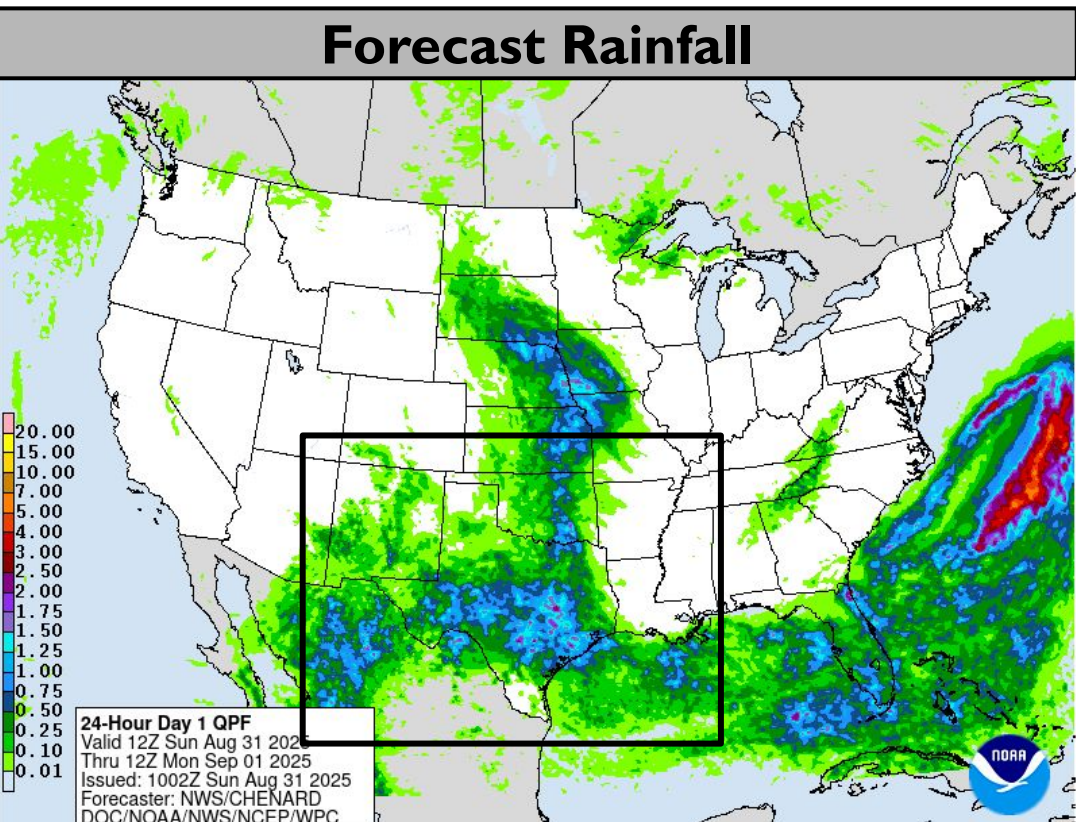 Forecast Rainfall
20.00
15.00
10.00
7.00
5.00
4.00
3.00
2.50
2.00
1.75
1.50
1.25
1.00
0.75
0.50
0.25
0.10
0.01
24-Hour Day 1 QPF
Valid 12Z Sun Aug 31 2025
Thru 12Z Mon Sep 01 2025
Issued: 1002Z Sun Aug 31 2025
Forecaster: NWS/CHENARD
DOC/NOAA/NWS/NCEP/WPC
NOAA